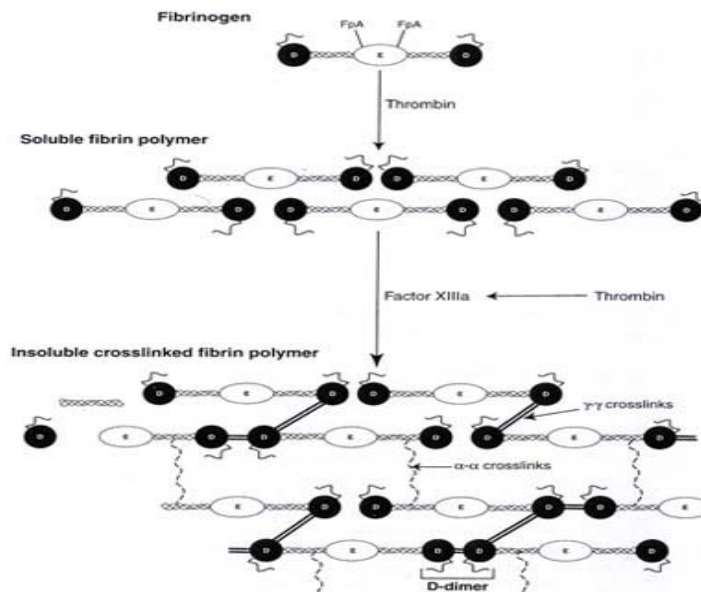 Fibrinogen
FpA FpA
D E D
Thrombin
Soluble fibrin polymer
D E D D E D
D E D D E D D E D
Factor XIIIa Thrombin
Insoluble crosslinked fibrin polymer
D E D D E D
γ-γ crosslinks
D E D D E D D E D
α-α crosslinks
E D D E D D E
D E D D E D
D-dimer